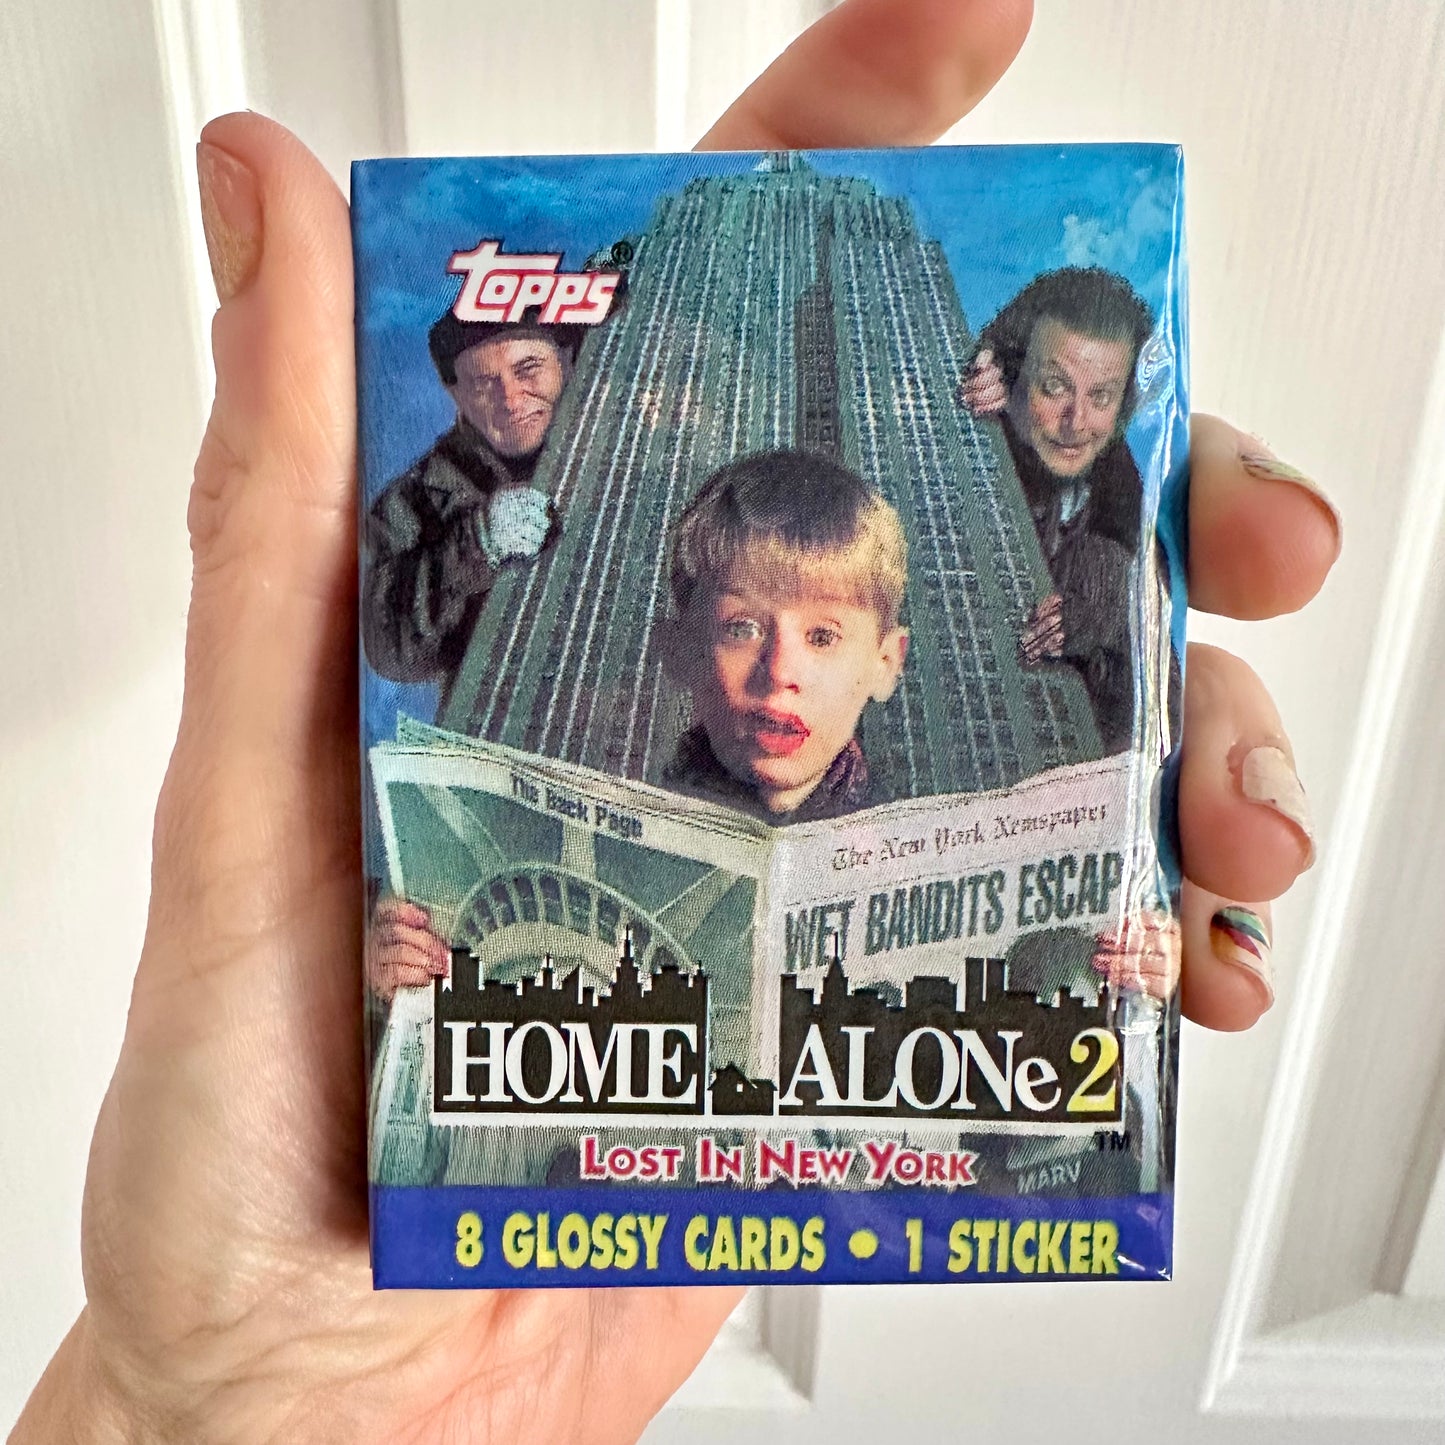 topps®
The Back Page
The New York Newspaper
WET BANDITS ESCAP
HOME ALONe 2
TM
LOST IN NEW YORK
MARV
8 GLOSSY CARDS • 1 STICKER